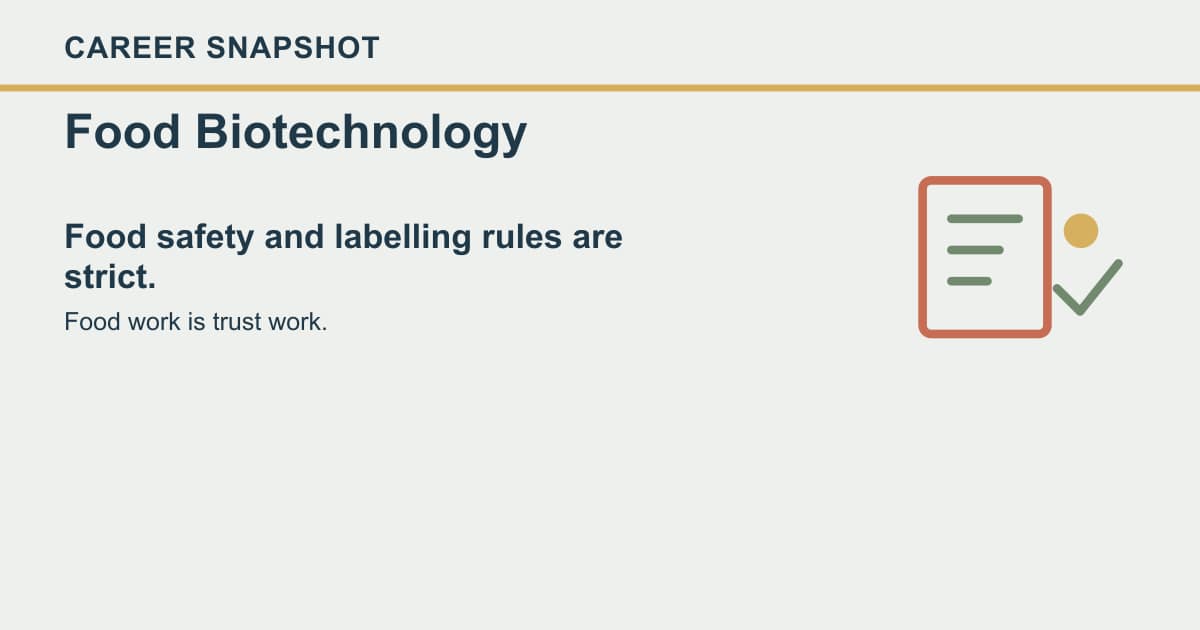 CAREER SNAPSHOT
Food Biotechnology
Food safety and labelling rules are
strict.
Food work is trust work.